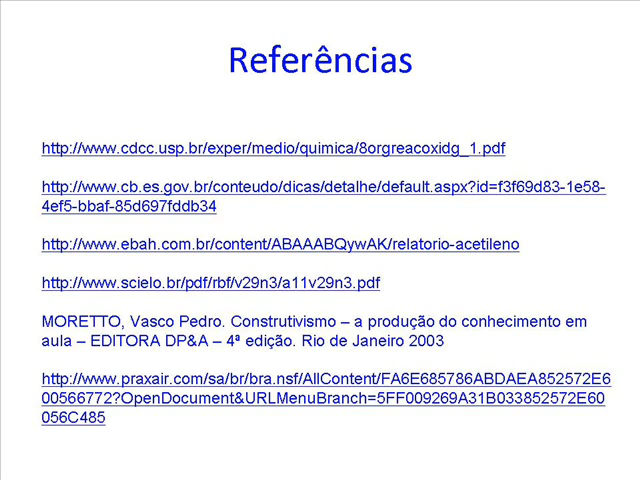 Referências
http://www.cdcc.usp.br/exper/medio/quimica/8orgreacoxidg_1.pdf
http://www.cb.es.gov.br/conteudo/dicas/detalhe/default.aspx?id=f3f69d83-1e58-
4ef5-bbaf-85d697fddb34
http://www.ebah.com.br/content/ABAAABQywAK/relatorio-acetileno
http://www.scielo.br/pdf/rbf/v29n3/a11v29n3.pdf
MORETTO, Vasco Pedro. Construtivismo – a produção do conhecimento em
aula – EDITORA DP&A – 4ª edição. Rio de Janeiro 2003
http://www.praxair.com/sa/br/bra.nsf/AllContent/FA6E685786ABDAEA852572E6
00566772?OpenDocument&URLMenuBranch=5FF009269A31B033852572E60
056C485